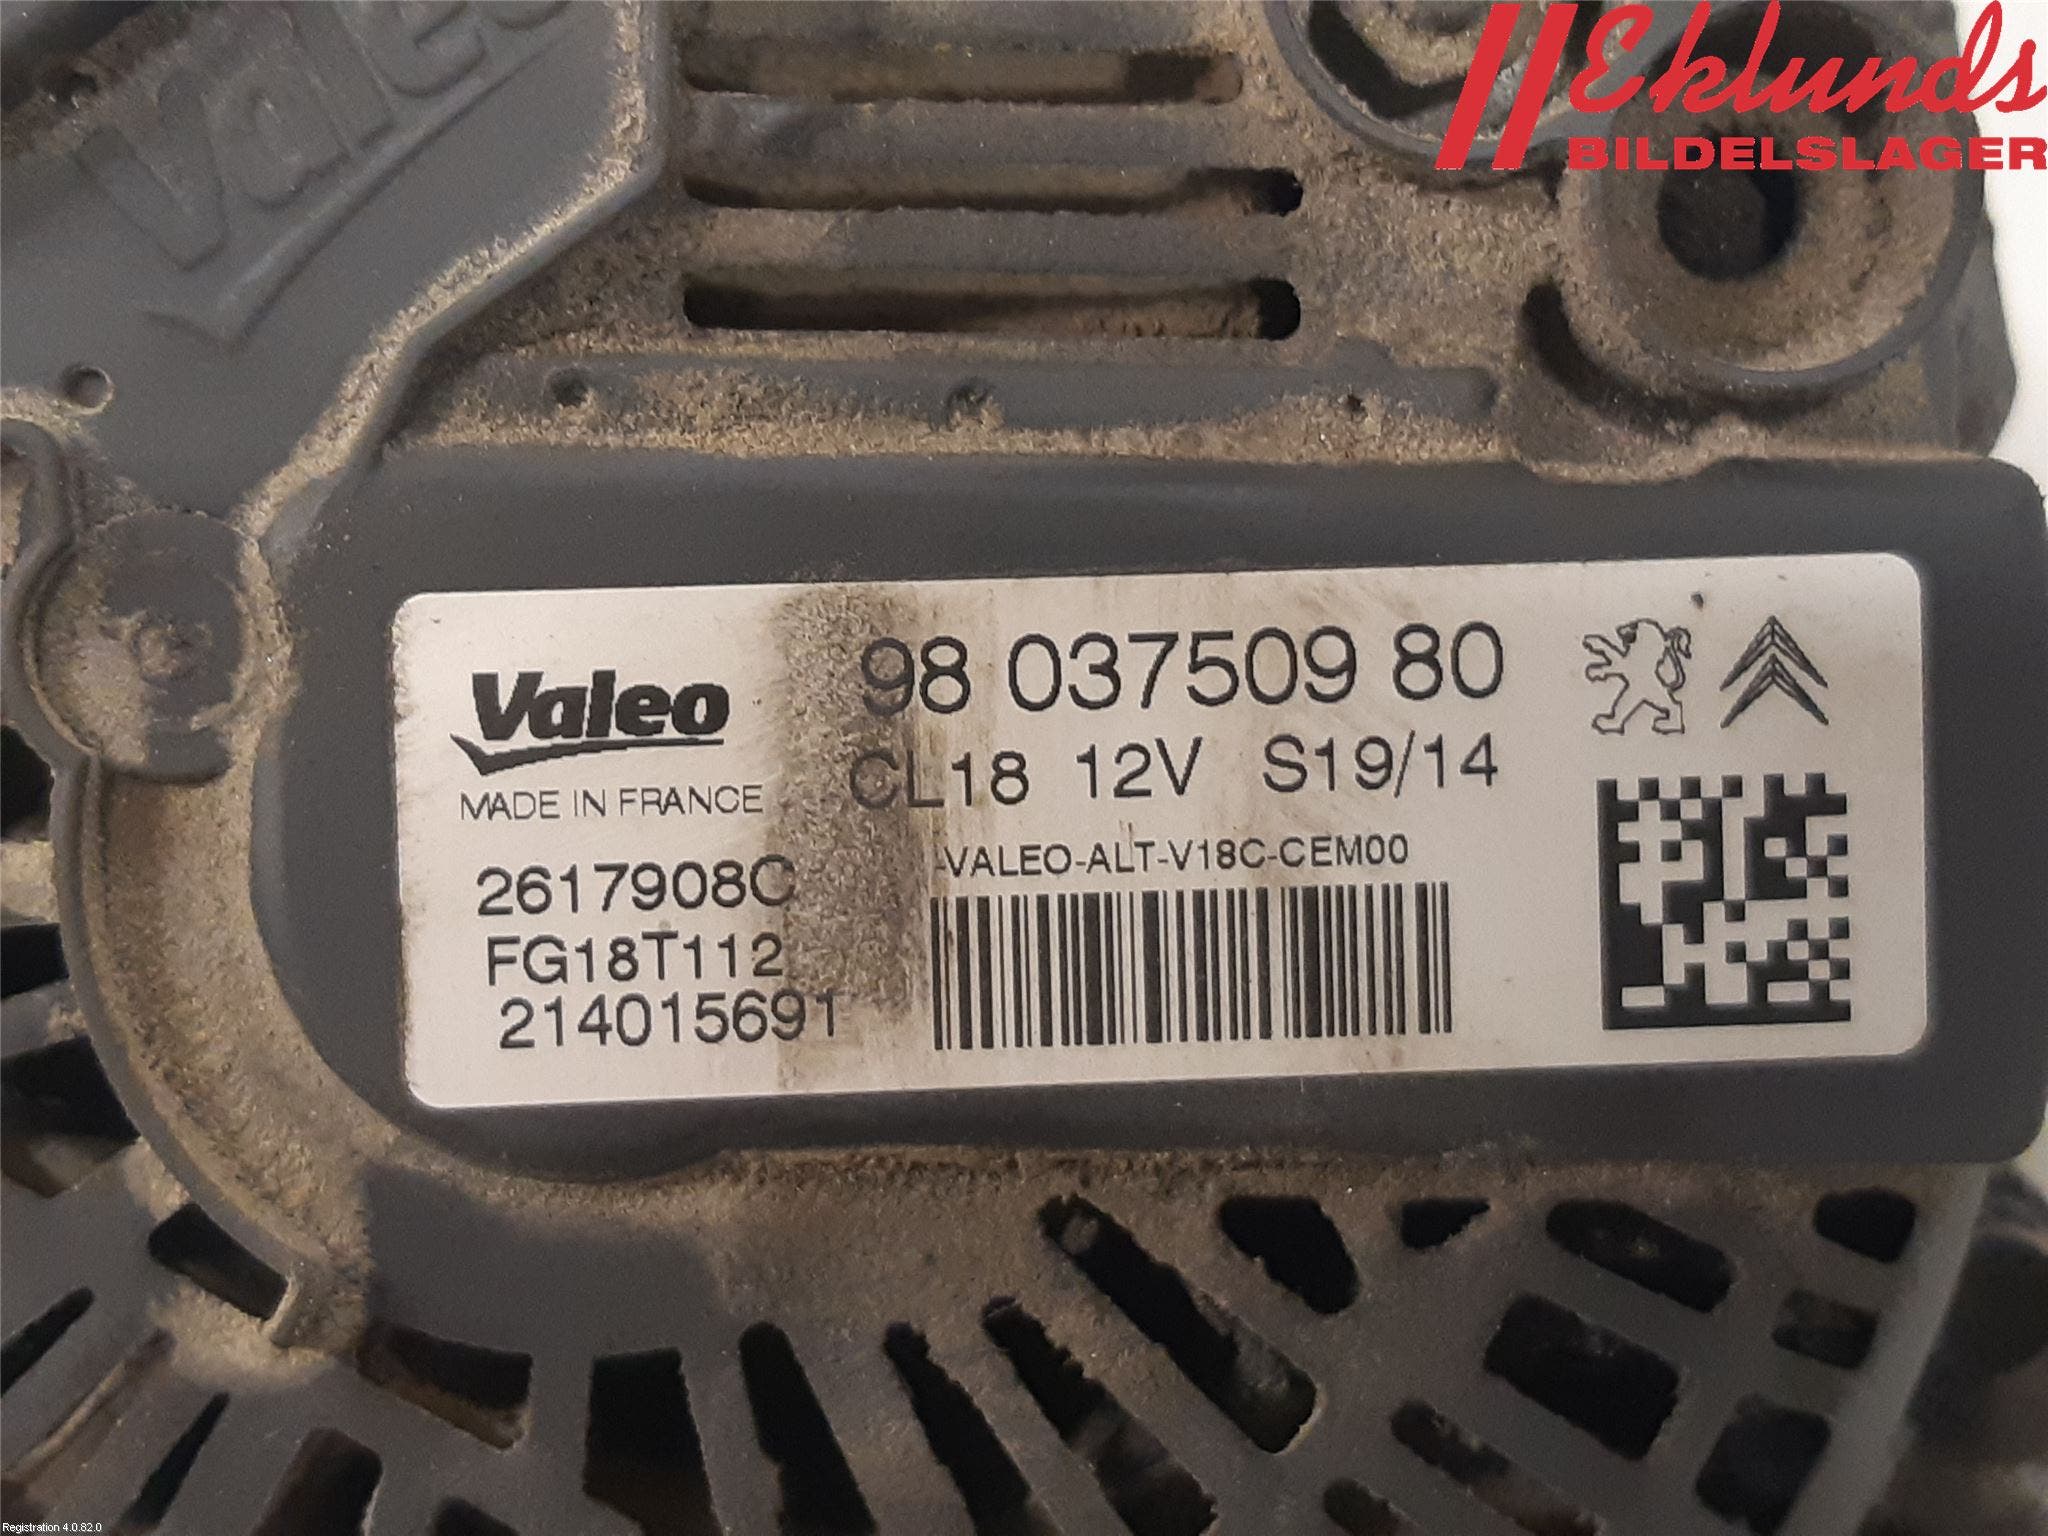 Valeo
Eklunds
BILDELSLAGER
Valeo
MADE IN FRANCE
98 037509 80
CL18 12V S19/14
-VALEO-ALT-V18C-CEM00
2617908C
FG18T112
214015691
Registration 4.0.82.0